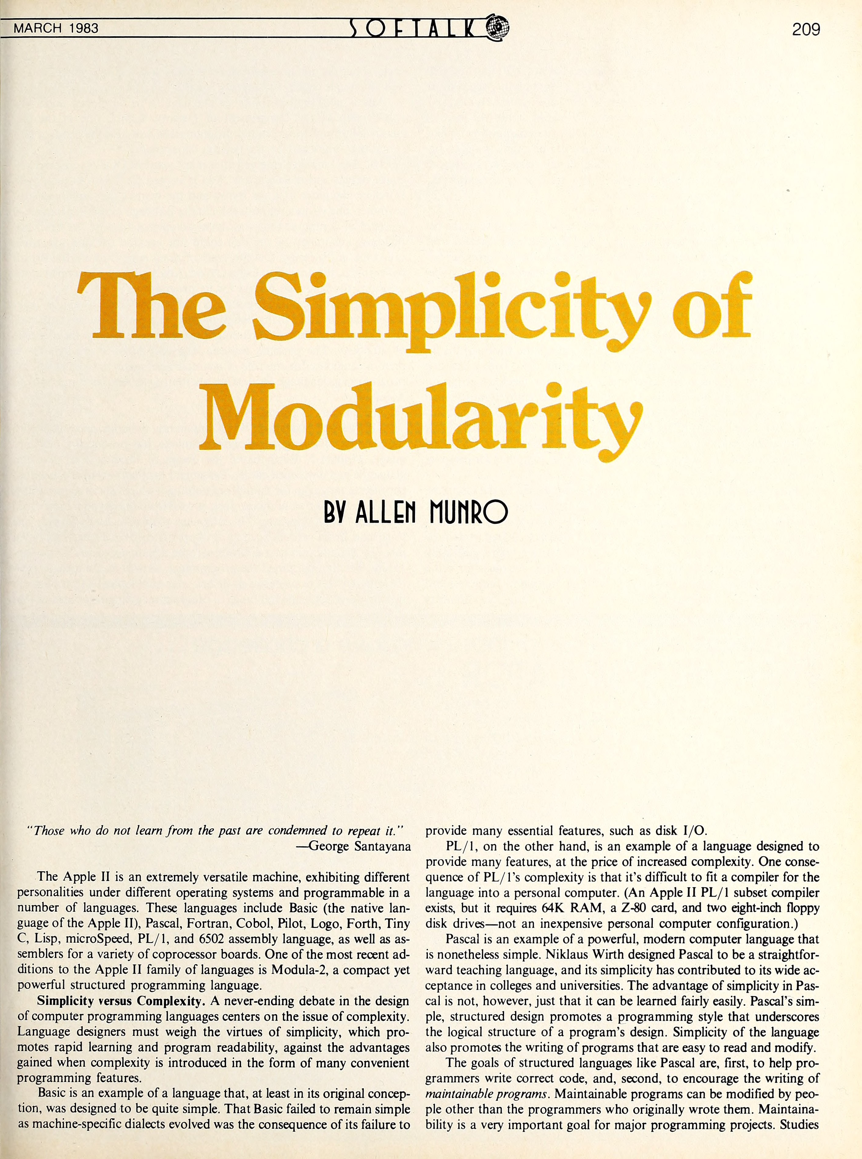 MARCH 1983
SOFTALK
209
The Simplicity of
Modularity
BY ALLEN MUNRO
"Those who do not learn from the past are condemned to repeat it."
—George Santayana
The Apple II is an extremely versatile machine, exhibiting different
personalities under different operating systems and programmable in a
number of languages. These languages include Basic (the native lan-
guage of the Apple II), Pascal, Fortran, Cobol, Pilot, Logo, Forth, Tiny
C, Lisp, microSpeed, PL/1, and 6502 assembly language, as well as as-
semblers for a variety of coprocessor boards. One of the most recent ad-
ditions to the Apple II family of languages is Modula-2, a compact yet
powerful structured programming language.
Simplicity versus Complexity. A never-ending debate in the design
of computer programming languages centers on the issue of complexity.
Language designers must weigh the virtues of simplicity, which pro-
motes rapid learning and program readability, against the advantages
gained when complexity is introduced in the form of many convenient
programming features.
Basic is an example of a language that, at least in its original concep-
tion, was designed to be quite simple. That Basic failed to remain simple
as machine-specific dialects evolved was the consequence of its failure to
provide many essential features, such as disk I/O.
PL/1, on the other hand, is an example of a language designed to
provide many features, at the price of increased complexity. One conse-
quence of PL/1's complexity is that it's difficult to fit a compiler for the
language into a personal computer. (An Apple II PL/1 subset compiler
exists, but it requires 64K RAM, a Z-80 card, and two eight-inch floppy
disk drives—not an inexpensive personal computer configuration.)
Pascal is an example of a powerful, modern computer language that
is nonetheless simple. Niklaus Wirth designed Pascal to be a straightfor-
ward teaching language, and its simplicity has contributed to its wide ac-
ceptance in colleges and universities. The advantage of simplicity in Pas-
cal is not, however, just that it can be learned fairly easily. Pascal's sim-
ple, structured design promotes a programming style that underscores
the logical structure of a program's design. Simplicity of the language
also promotes the writing of programs that are easy to read and modify.
The goals of structured languages like Pascal are, first, to help pro-
grammers write correct code, and, second, to encourage the writing of
maintainable programs. Maintainable programs can be modified by peo-
ple other than the programmers who originally wrote them. Maintaina-
bility is a very important goal for major programming projects. Studies